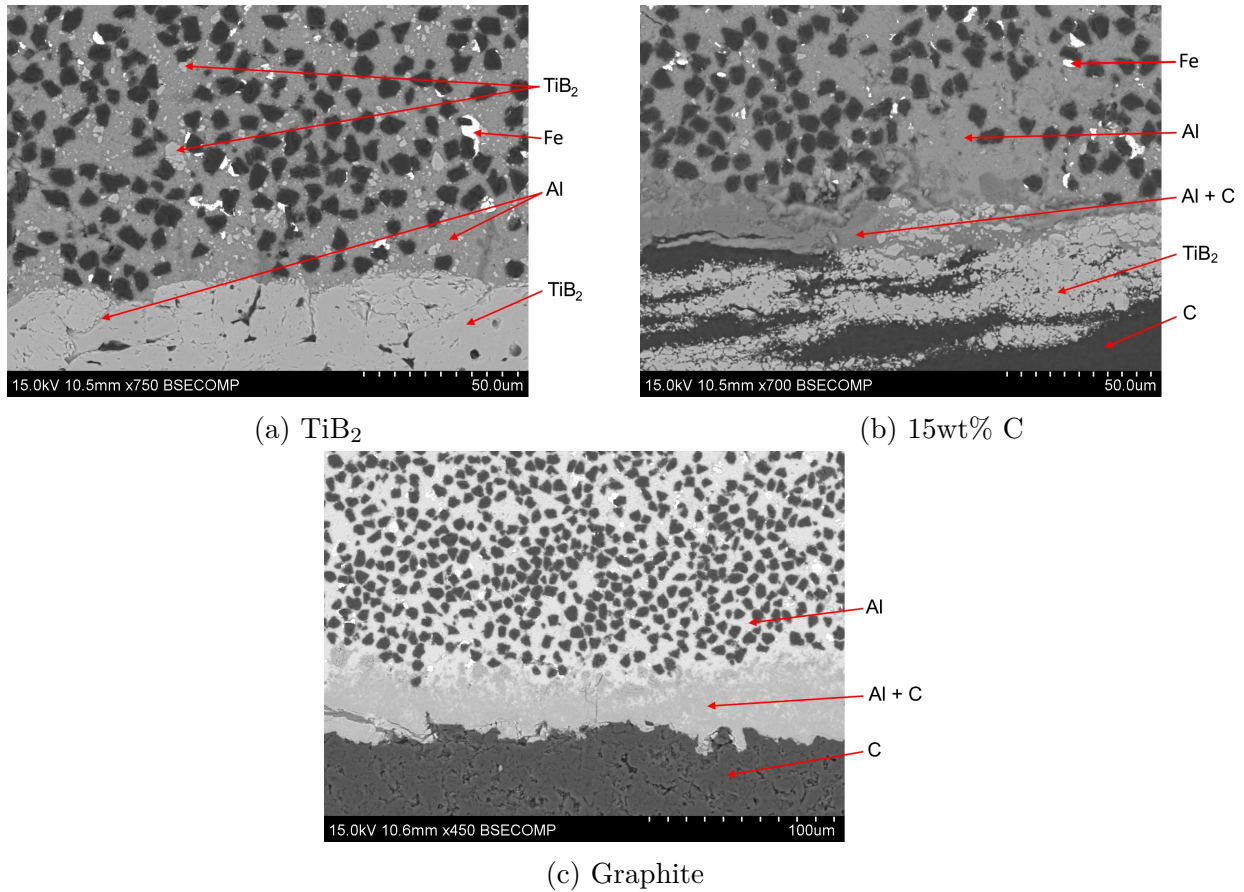 TiB₂
Fe
Al
TiB₂
15.0kV 10.5mm x750 BSECOMP 50.0um
(a) TiB₂
Fe
Al
Al + C
TiB₂
C
15.0kV 10.5mm x700 BSECOMP 50.0um
(b) 15wt% C
Al
Al + C
C
15.0kV 10.6mm x450 BSECOMP 100um
(c) Graphite